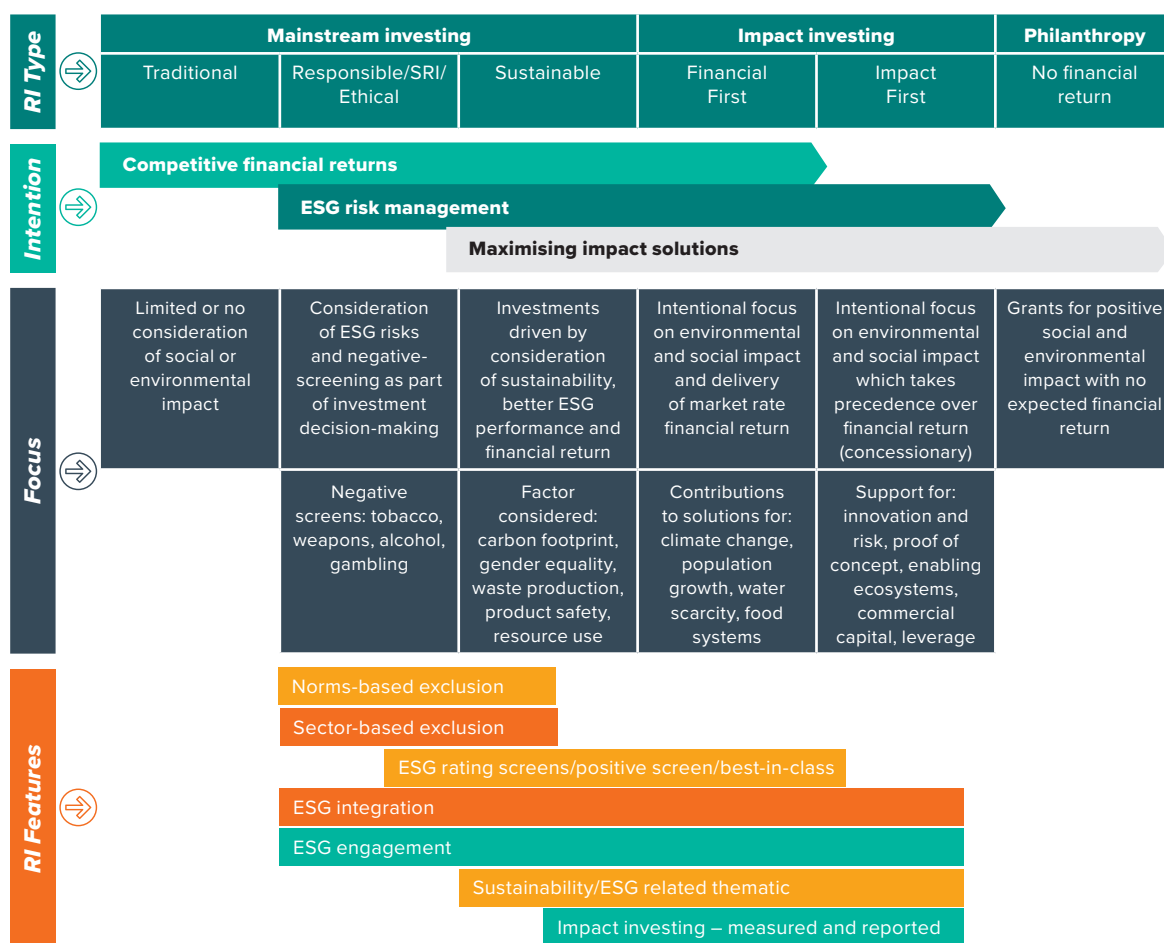 RI Type
Mainstream investing
Impact investing
Philanthropy
Traditional
Responsible/SRI/
Ethical
Sustainable
Financial
First
Impact
First
No financial
return
Intention
Competitive financial returns
ESG risk management
Maximising impact solutions
Focus
Limited or no
consideration
of social or
environmental
impact
Consideration
of ESG risks
and negative-
screening as part
of investment
decision-making
Investments
driven by
consideration
of sustainability,
better ESG
performance and
financial return
Intentional focus
on environmental
and social impact
and delivery
of market rate
financial return
Intentional focus
on environmental
and social impact
which takes
precedence over
financial return
(concessionary)
Grants for positive
social and
environmental
impact with no
expected financial
return
Negative
screens: tobacco,
weapons, alcohol,
gambling
Factor
considered:
carbon footprint,
gender equality,
waste production,
product safety,
resource use
Contributions
to solutions for:
climate change,
population
growth, water
scarcity, food
systems
Support for:
innovation and
risk, proof of
concept, enabling
ecosystems,
commercial
capital, leverage
RI Features
Norms-based exclusion
Sector-based exclusion
ESG rating screens/positive screen/best-in-class
ESG integration
ESG engagement
Sustainability/ESG related thematic
Impact investing – measured and reported